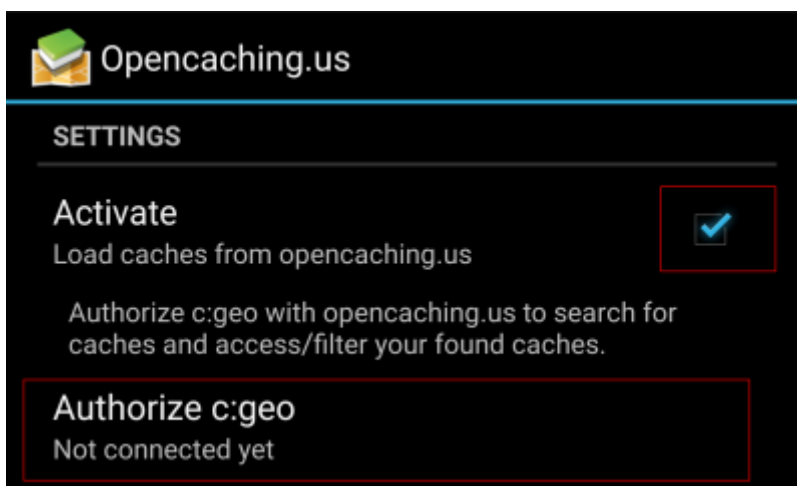 Opencaching.us
SETTINGS
Activate
Load caches from opencaching.us
Authorize c:geo with opencaching.us to search for
caches and access/filter your found caches.
Authorize c:geo
Not connected yet